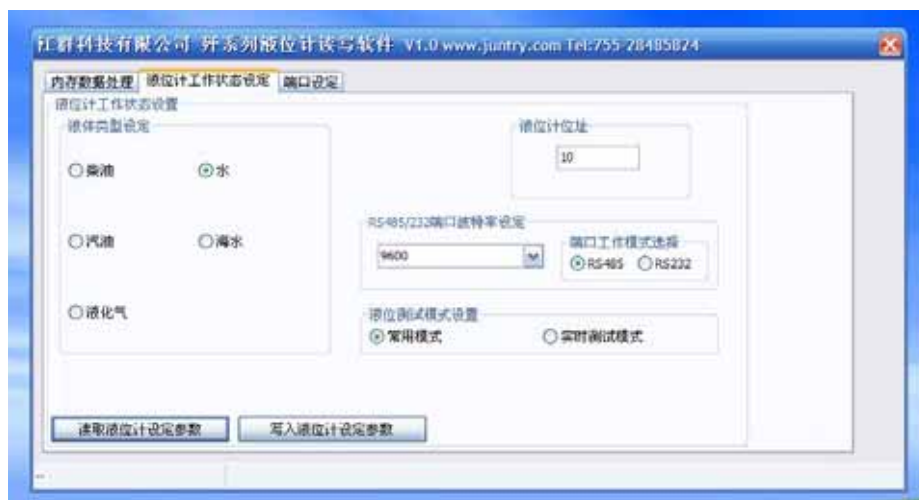 江群科技有限公司 系列液位计读写软件 V1.0 www.juntry.com Tel:755-28485824
内存数据处理 液位计工作状态设定 端口设定
液位计工作状态设置
液体类型设定
液位计位址
柴油
水
10
RS485/232端口波特率设定
汽油
海水
9600
端口工作模式选择
RS485
RS232
液化气
液位测试模式设置
常用模式
实时测试模式
读取液位计设定参数
写入液位计设定参数